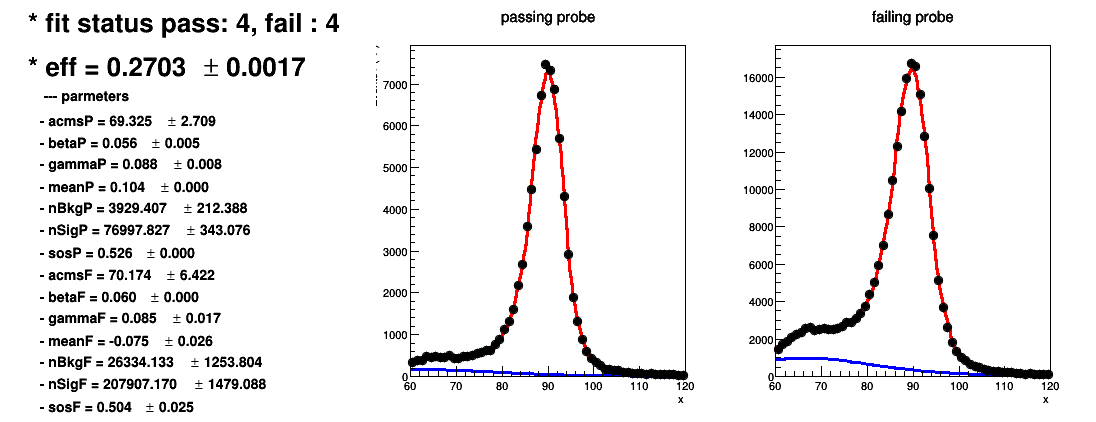 * fit status pass: 4, fail : 4
* eff = 0.2703 ± 0.0017
--- parmeters
- acmsP = 69.325 ± 2.709
- betaP = 0.056 ± 0.005
- gammaP = 0.088 ± 0.008
- meanP = 0.104 ± 0.000
- nBkgP = 3929.407 ± 212.388
- nSigP = 76997.827 ± 343.076
- sosP = 0.526 ± 0.000
- acmsF = 70.174 ± 6.422
- betaF = 0.060 ± 0.000
- gammaF = 0.085 ± 0.017
- meanF = -0.075 ± 0.026
- nBkgF = 26334.133 ± 1253.804
- nSigF = 207907.170 ± 1479.088
- sosF = 0.504 ± 0.025
passing probe
7000
6000
5000
4000
3000
2000
1000
0
60 70 80 90 100 110 120
x
failing probe
16000
14000
12000
10000
8000
6000
4000
2000
0
60 70 80 90 100 110 120
x